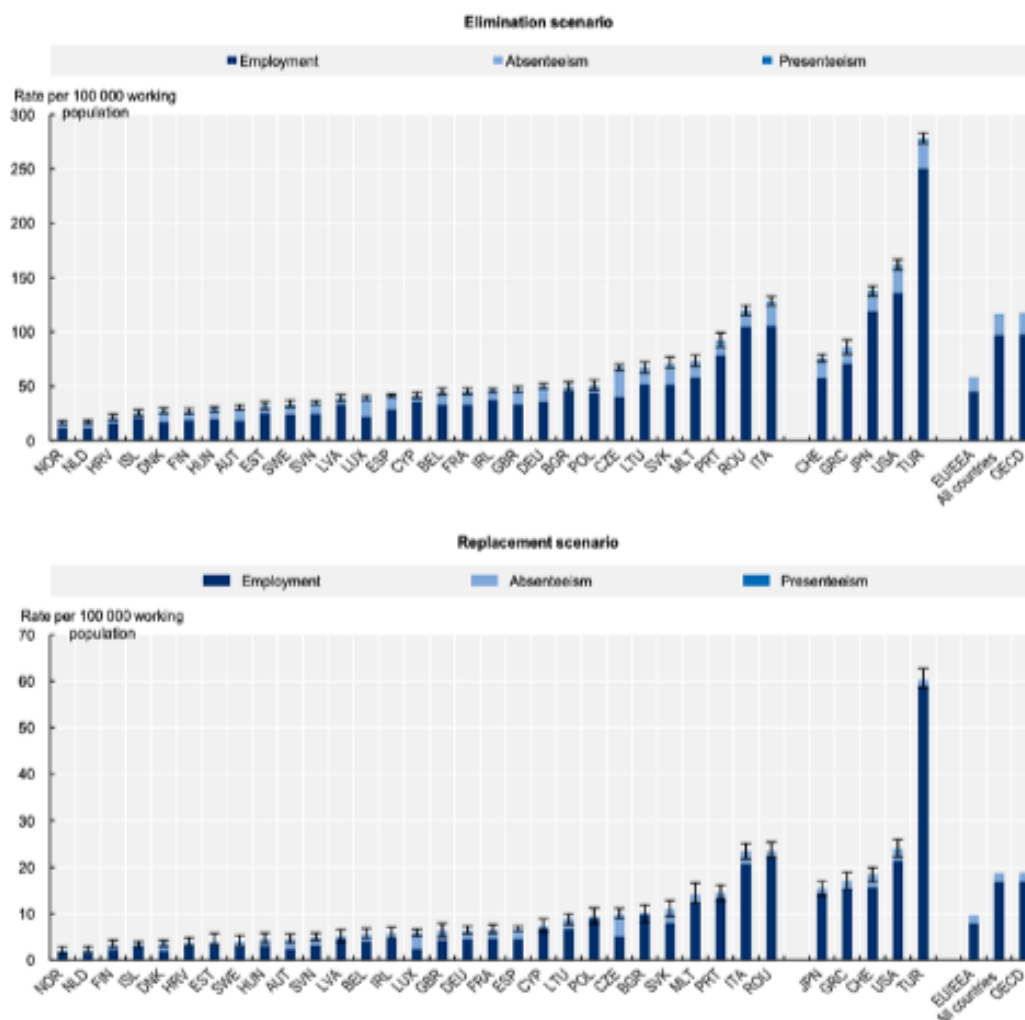 Elimination scenario
Employment Absenteeism Presenteeism
Rate per 100 000 working
population
300
250
200
150
100
50
0
NOR NLD HRV ISL DNK FIN HUN AUT EST SWE SVN LVA LUX ESP CYP BEL FRA IRL GBR DEU BGR POL CZE LTU SVK MLT PRT ROU ITA CHE GRC JPN USA TUR EU/EEA All countries OECD
Replacement scenario
Employment Absenteeism Presenteeism
Rate per 100 000 working
population
70
60
50
40
30
20
10
0
NOR NLD FIN ISL DNK HRV EST SWE HUN AUT SVN LVA BEL IRL LUX GBR DEU FRA ESP CYP LTU POL CZE BGR SVK MLT PRT ITA ROU JPN GRC CHE USA TUR EU/EEA All countries OECD